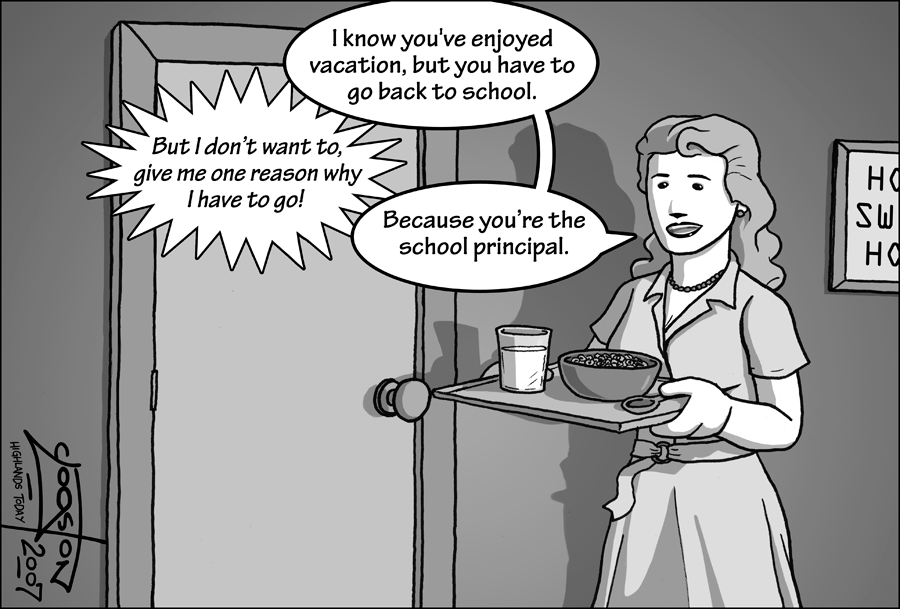 I know you've enjoyed
vacation, but you have to
go back to school.
But I don't want to,
give me one reason why
I have to go!
Because you're the
school principal.
HO
SW
HO
HIGHLANDS TODAY
2007